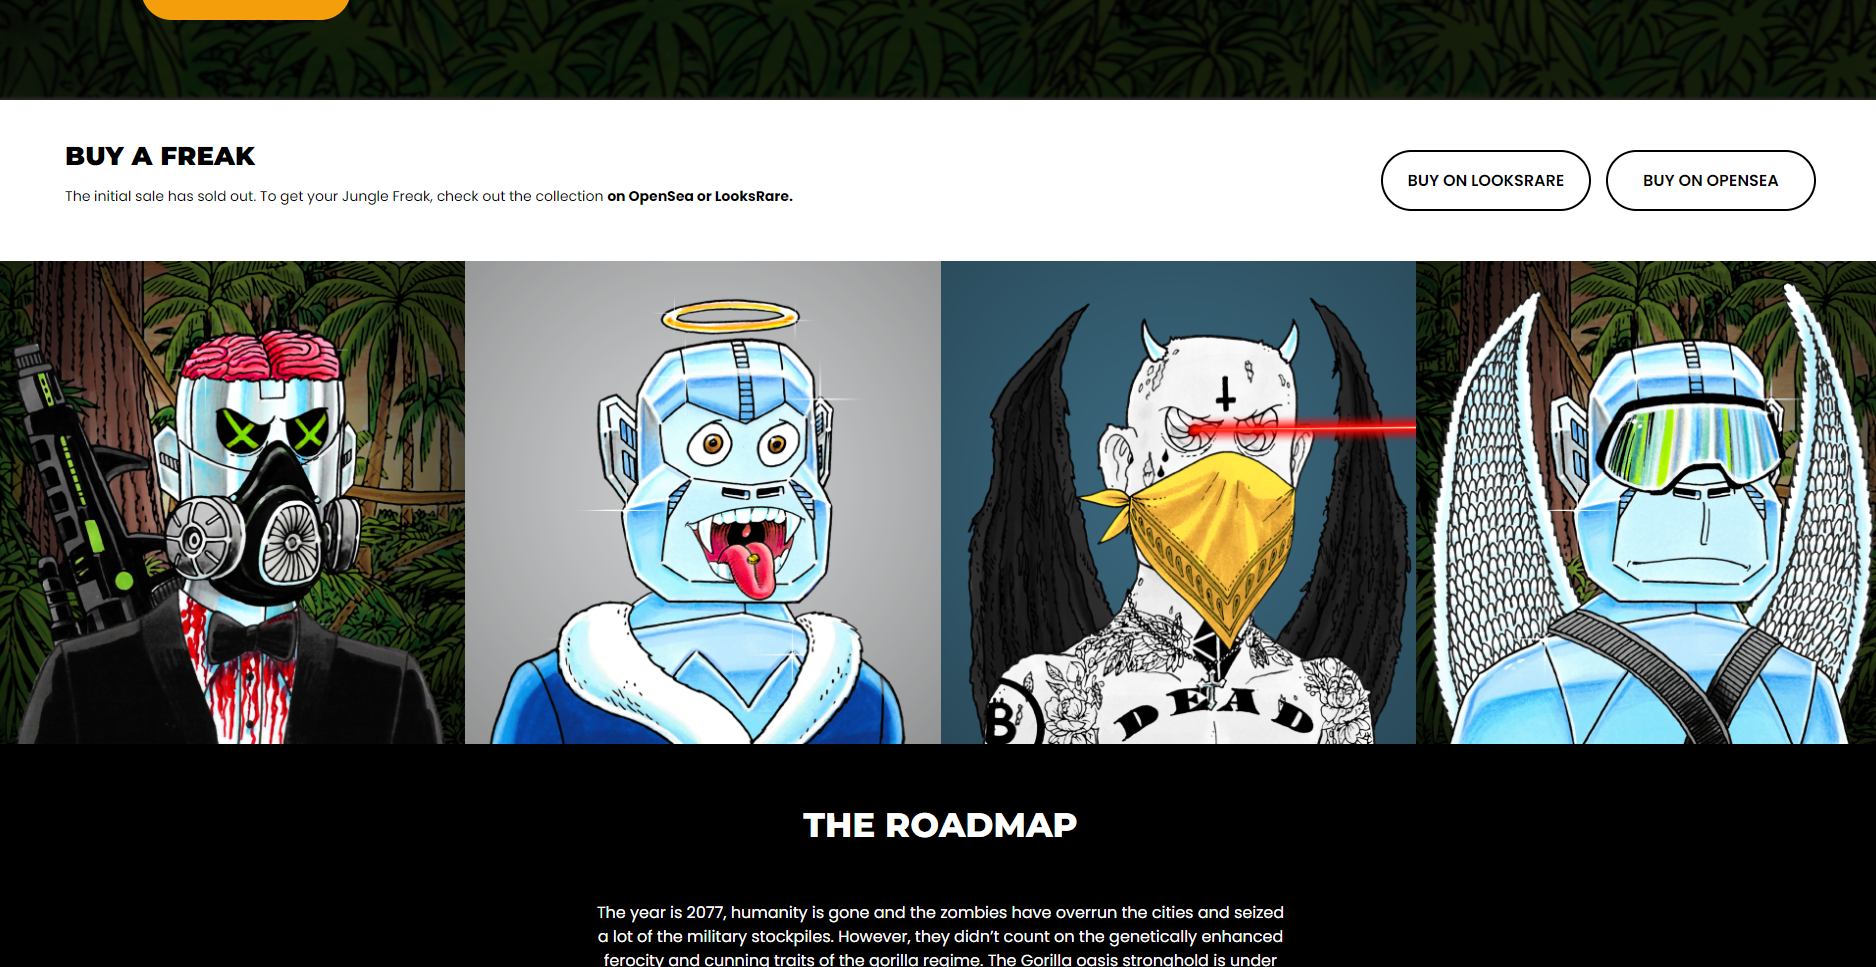 BUY A FREAK
The initial sale has sold out. To get your Jungle Freak, check out the collection on OpenSea or LooksRare.
BUY ON LOOKSRARE
BUY ON OPENSEA
DEAD
THE ROADMAP
The year is 2077, humanity is gone and the zombies have overrun the cities and seized
a lot of the military stockpiles. However, they didn’t count on the genetically enhanced
ferocity and cunning traits of the gorilla regime. The Gorilla oasis stronghold is under